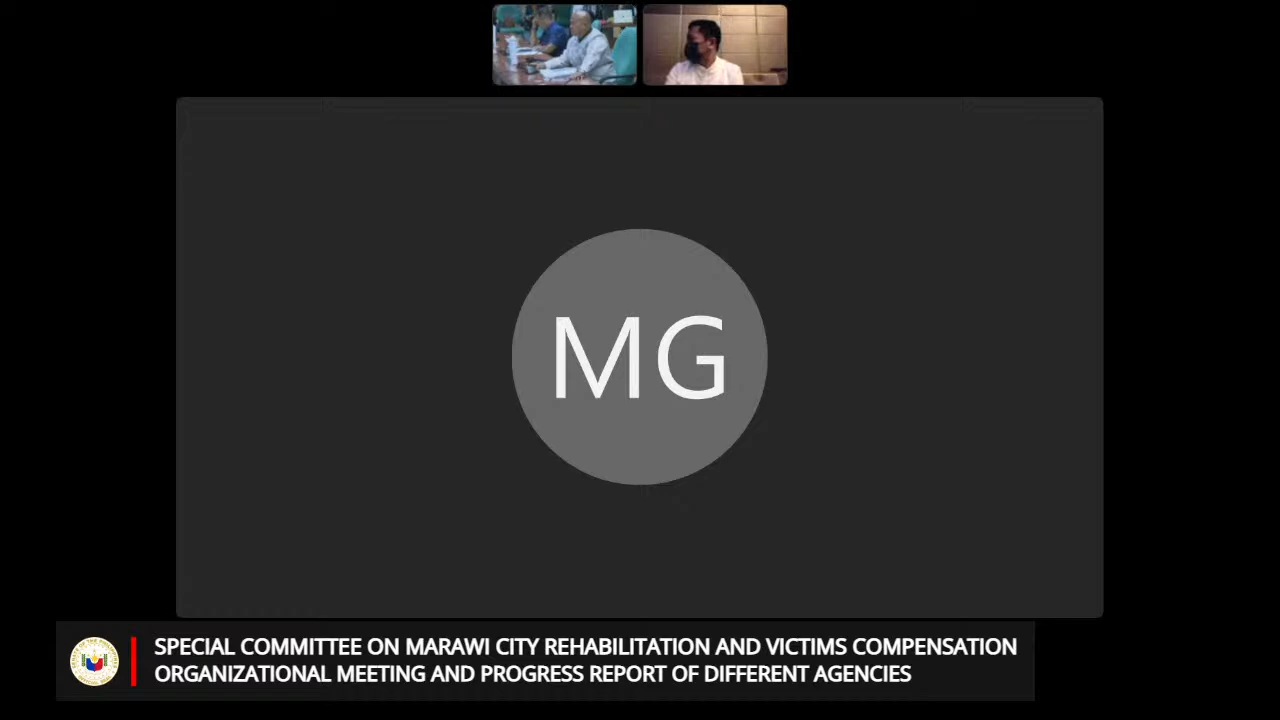 MG
SPECIAL COMMITTEE ON MARAWI CITY REHABILITATION AND VICTIMS COMPENSATION
ORGANIZATIONAL MEETING AND PROGRESS REPORT OF DIFFERENT AGENCIES